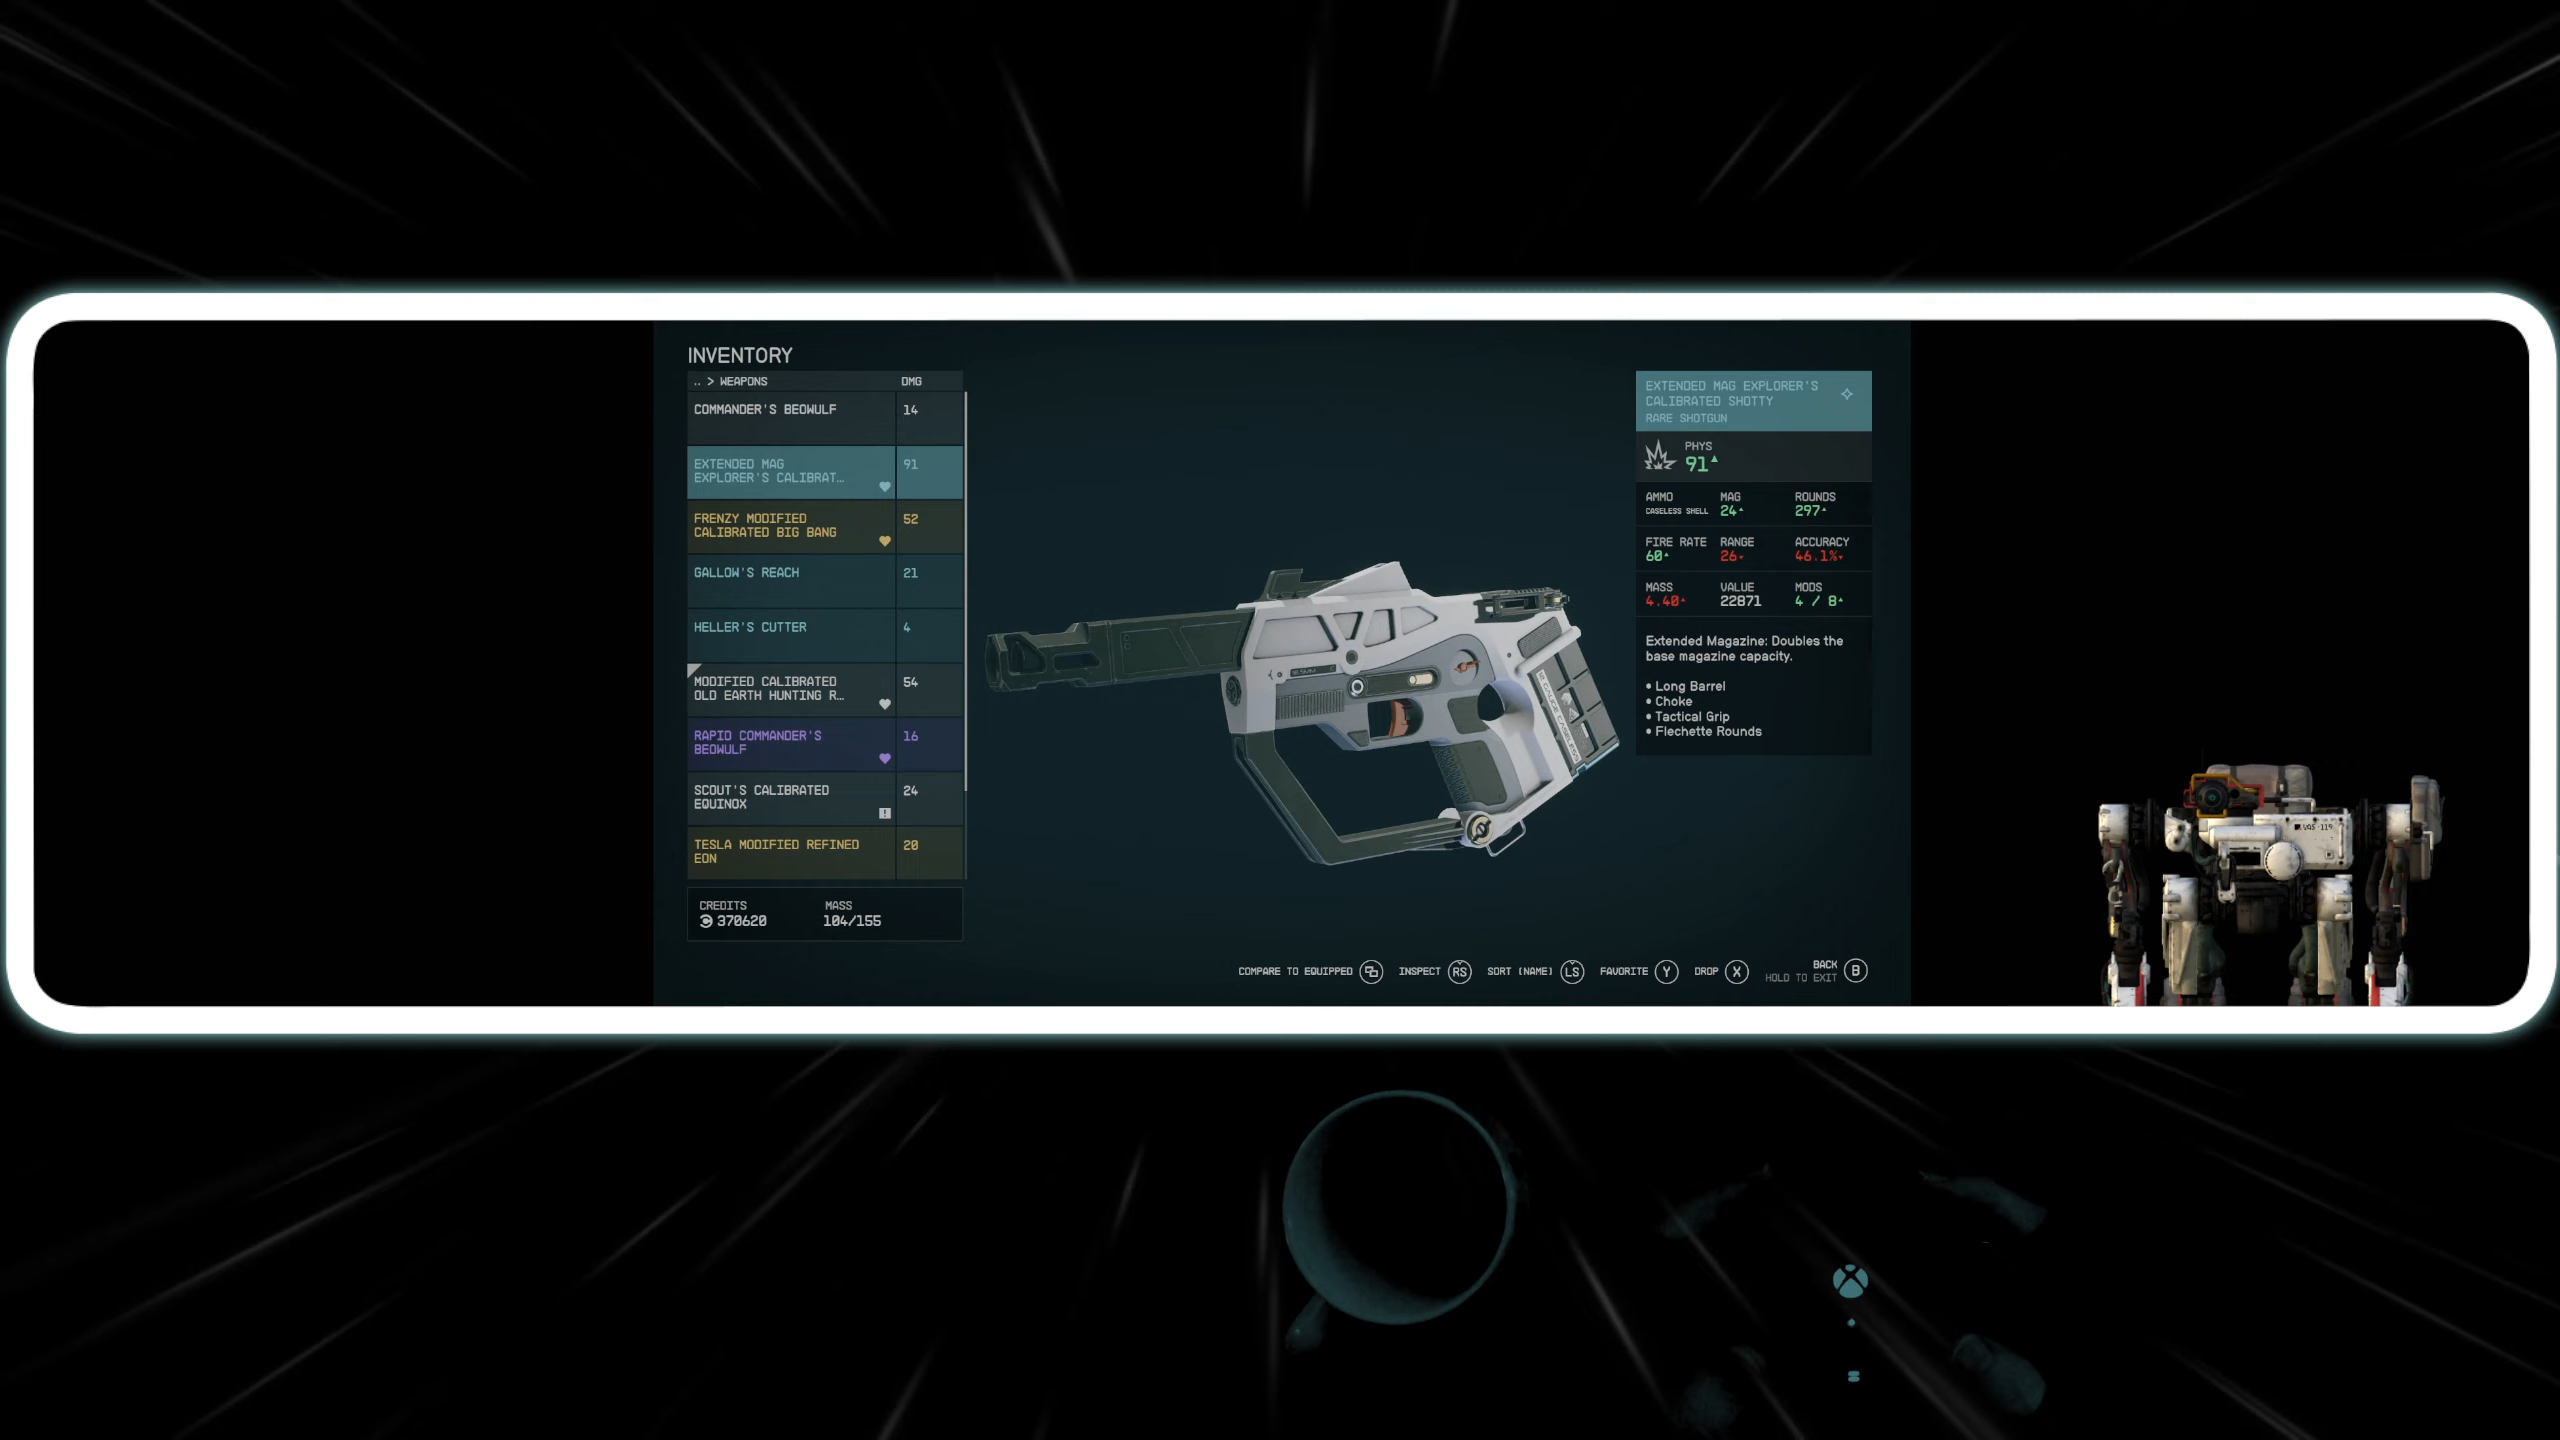 INVENTORY
.. > WEAPONS DMG
COMMANDER'S BEOWULF 14
EXTENDED MAG 91
EXPLORER'S CALIBRAT...
FRENZY MODIFIED 52
CALIBRATED BIG BANG
GALLOW'S REACH 21
HELLER'S CUTTER 4
MODIFIED CALIBRATED 54
OLD EARTH HUNTING R...
RAPID COMMANDER'S 16
BEOWULF
SCOUT'S CALIBRATED 24
EQUINOX
TESLA MODIFIED REFINED 20
EON
CREDITS MASS
370620 104/155
EXTENDED MAG EXPLORER'S
CALIBRATED SHOTTY
RARE SHOTGUN
PHYS
91
AMMO MAG ROUNDS
CASELESS SHELL 24 297
FIRE RATE RANGE ACCURACY
60 26 46.1%
MASS VALUE MODS
4.40 22871 4 / 8
Extended Magazine: Doubles the
base magazine capacity.
• Long Barrel
• Choke
• Tactical Grip
• Flechette Rounds
COMPARE TO EQUIPPED INSPECT RS SORT (NAME) LS FAVORITE Y DROP X BACK B
HOLD TO EXIT